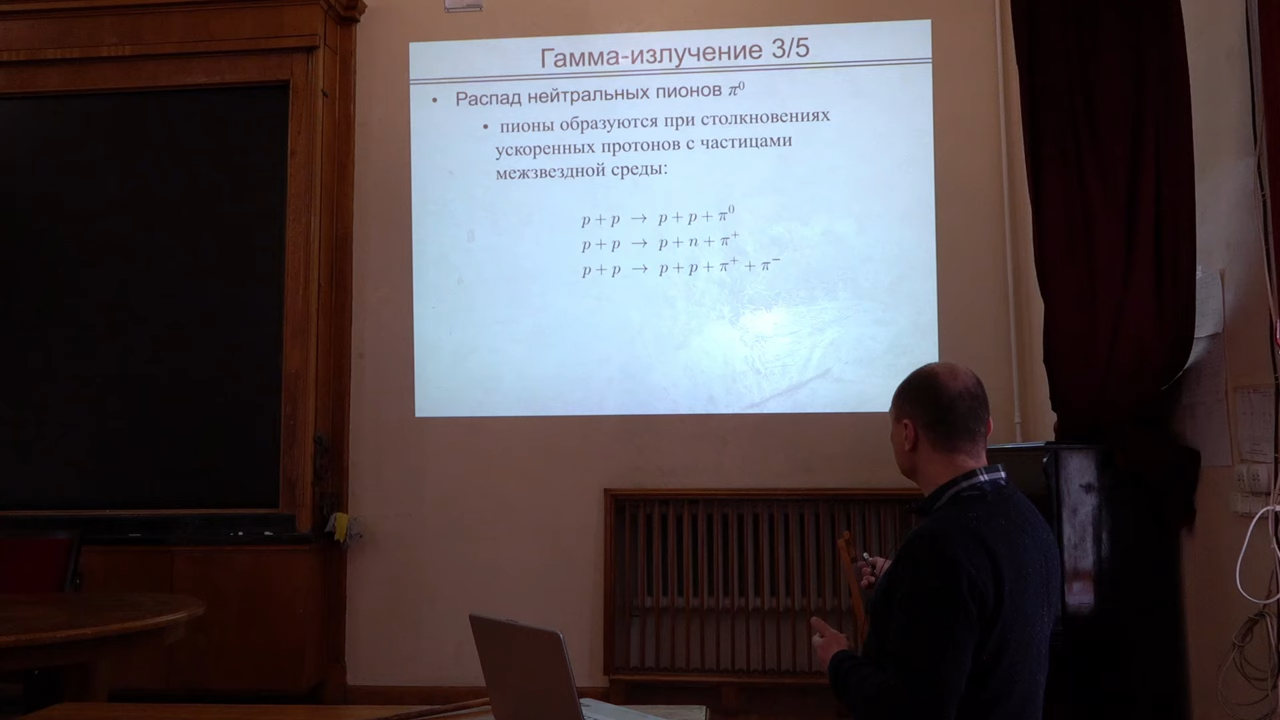 Гамма-излучение 3/5
• Распад нейтральных пионов π⁰
• пионы образуются при столкновениях
ускоренных протонов с частицами
межзвездной среды:
p + p → p + p + π⁰
p + p → p + n + π⁺
p + p → p + p + π⁺ + π⁻